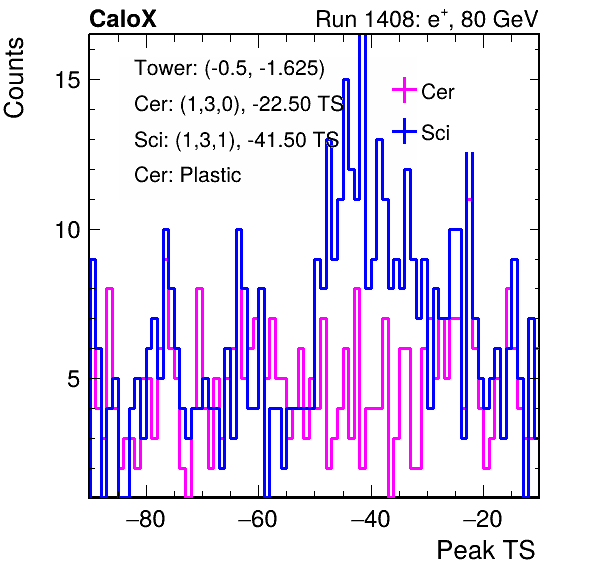 CaloX Run 1408: e+, 80 GeV
Counts
Tower: (-0.5, -1.625)
Cer: (1,3,0), -22.50 TS
Sci: (1,3,1), -41.50 TS
Cer: Plastic
Cer
Sci
15
10
5
−80 −60 −40 −20
Peak TS